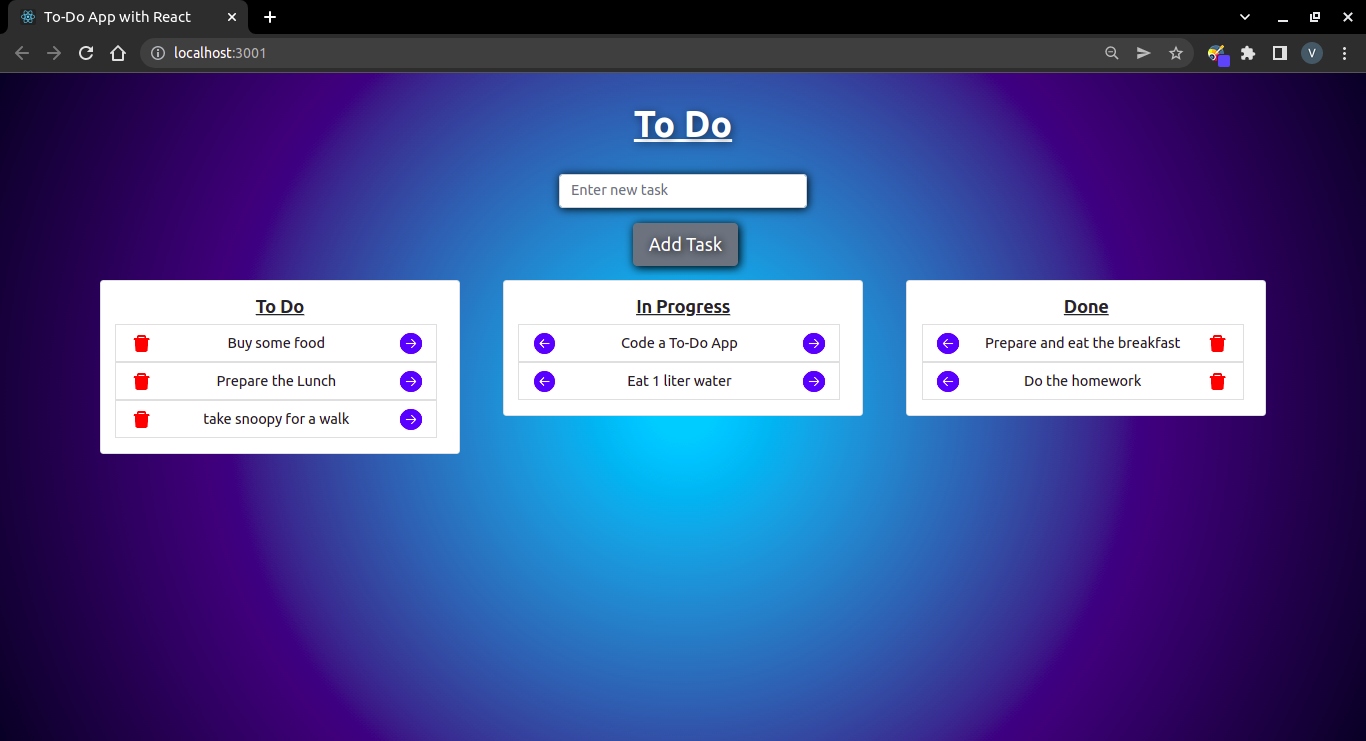 To-Do App with React
localhost:3001
V
To Do
Enter new task
Add Task
To Do
Buy some food
Prepare the Lunch
take snoopy for a walk
In Progress
Code a To-Do App
Eat 1 liter water
Done
Prepare and eat the breakfast
Do the homework